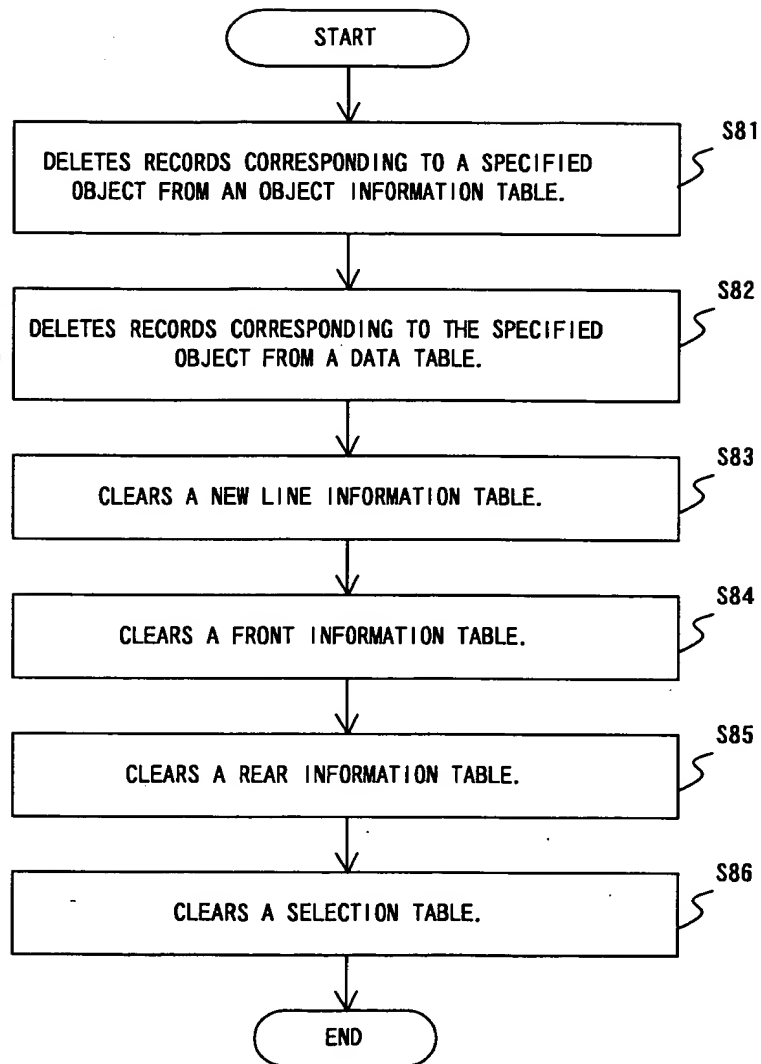 START
S81
DELETES RECORDS CORRESPONDING TO A SPECIFIED
OBJECT FROM AN OBJECT INFORMATION TABLE.
S82
DELETES RECORDS CORRESPONDING TO THE SPECIFIED
OBJECT FROM A DATA TABLE.
S83
CLEARS A NEW LINE INFORMATION TABLE.
S84
CLEARS A FRONT INFORMATION TABLE.
S85
CLEARS A REAR INFORMATION TABLE.
S86
CLEARS A SELECTION TABLE.
END